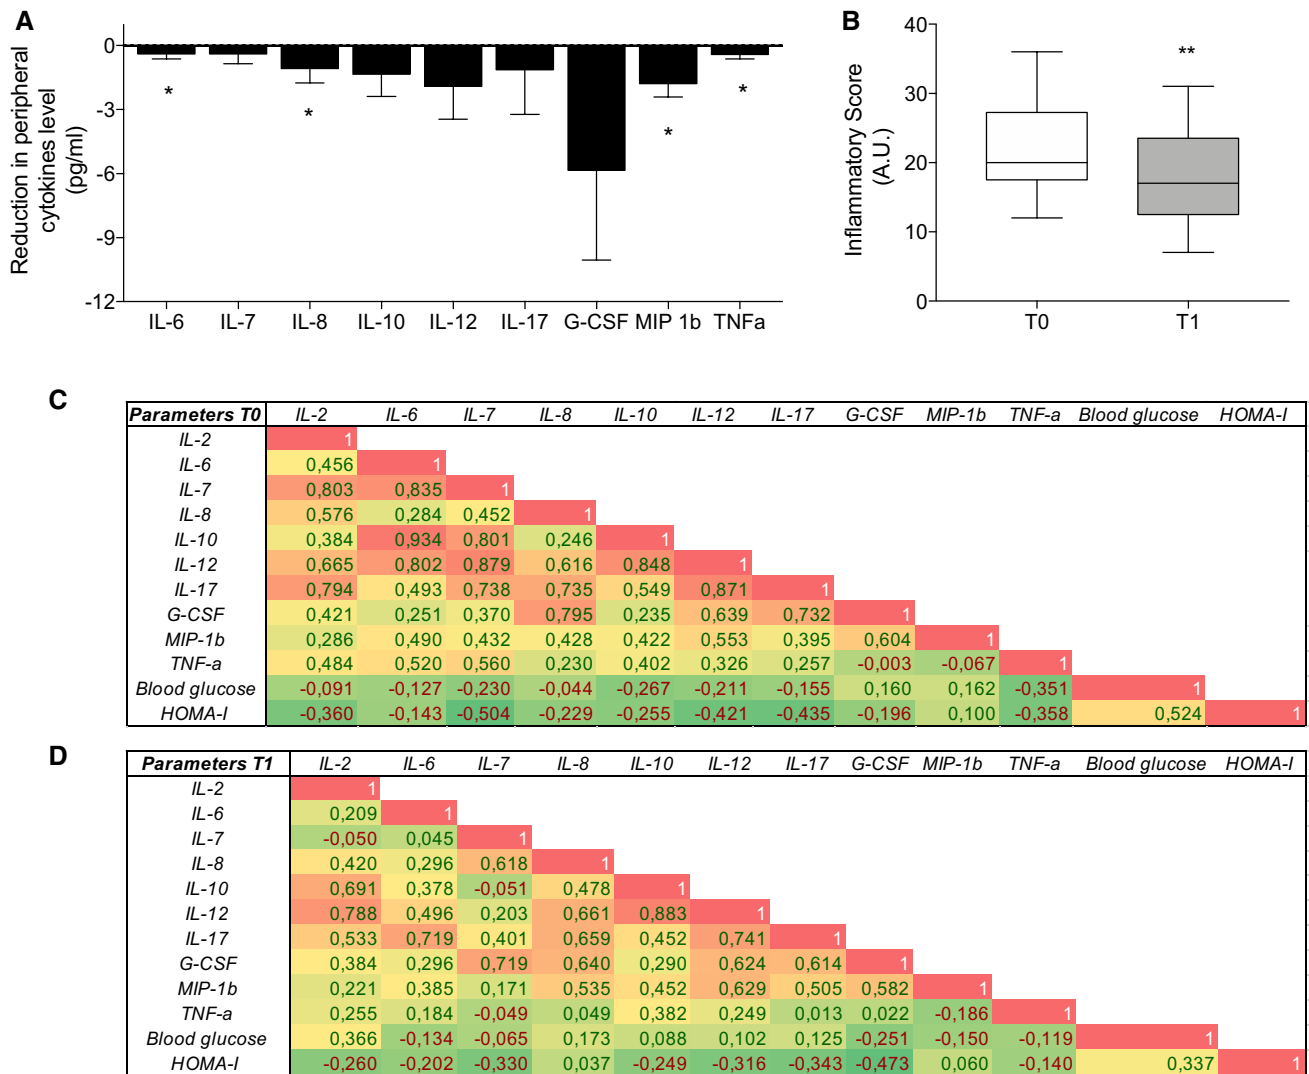 A
Reduction in peripheral
cytokines level
(pg/ml)
0
-3
-6
-9
-12
*
*
*
*
IL-6 IL-7 IL-8 IL-10 IL-12 IL-17 G-CSF MIP 1b TNFa
B
Inflammatory Score
(A.U.)
40
30
20
10
0
**
T0 T1
C
Parameters T0 IL-2 IL-6 IL-7 IL-8 IL-10 IL-12 IL-17 G-CSF MIP-1b TNF-a Blood glucose HOMA-I
IL-2 1
IL-6 0,456 1
IL-7 0,803 0,835 1
IL-8 0,576 0,284 0,452 1
IL-10 0,384 0,934 0,801 0,246 1
IL-12 0,665 0,802 0,879 0,616 0,848 1
IL-17 0,794 0,493 0,738 0,735 0,549 0,871 1
G-CSF 0,421 0,251 0,370 0,795 0,235 0,639 0,732 1
MIP-1b 0,286 0,490 0,432 0,428 0,422 0,553 0,395 0,604 1
TNF-a 0,484 0,520 0,560 0,230 0,402 0,326 0,257 -0,003 -0,067 1
Blood glucose -0,091 -0,127 -0,230 -0,044 -0,267 -0,211 -0,155 0,160 0,162 -0,351 1
HOMA-I -0,360 -0,143 -0,504 -0,229 -0,255 -0,421 -0,435 -0,196 0,100 -0,358 0,524 1
D
Parameters T1 IL-2 IL-6 IL-7 IL-8 IL-10 IL-12 IL-17 G-CSF MIP-1b TNF-a Blood glucose HOMA-I
IL-2 1
IL-6 0,209 1
IL-7 -0,050 0,045 1
IL-8 0,420 0,296 0,618 1
IL-10 0,691 0,378 -0,051 0,478 1
IL-12 0,788 0,496 0,203 0,661 0,883 1
IL-17 0,533 0,719 0,401 0,659 0,452 0,741 1
G-CSF 0,384 0,296 0,719 0,640 0,290 0,624 0,614 1
MIP-1b 0,221 0,385 0,171 0,535 0,452 0,629 0,505 0,582 1
TNF-a 0,255 0,184 -0,049 0,049 0,382 0,249 0,013 0,022 -0,186 1
Blood glucose 0,366 -0,134 -0,065 0,173 0,088 0,102 0,125 -0,251 -0,150 -0,119 1
HOMA-I -0,260 -0,202 -0,330 0,037 -0,249 -0,316 -0,343 -0,473 0,060 -0,140 0,337 1